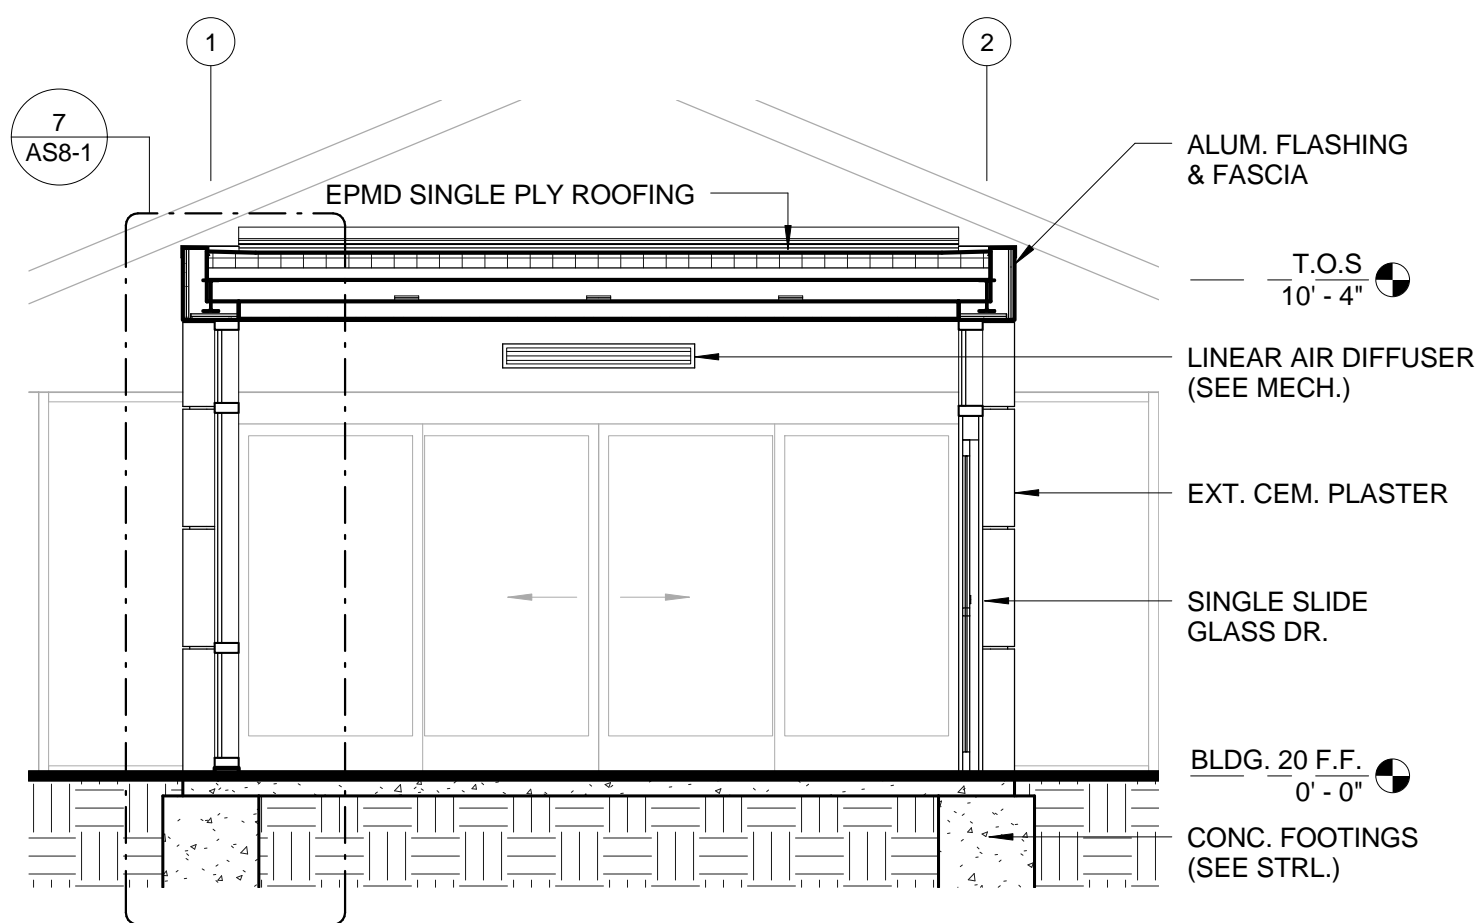 1
2
7
AS8-1
EPMD SINGLE PLY ROOFING
ALUM. FLASHING
& FASCIA
T.O.S
10' - 4"
LINEAR AIR DIFFUSER
(SEE MECH.)
EXT. CEM. PLASTER
SINGLE SLIDE
GLASS DR.
BLDG. 20 F.F.
0' - 0"
CONC. FOOTINGS
(SEE STRL.)